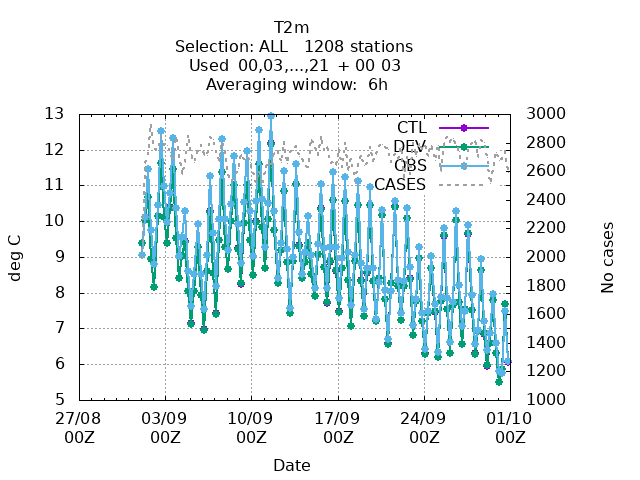 T2m
Selection: ALL   1208 stations
Used  00,03,...,21  + 00 03
Averaging window:  6h
13 3000
CTL
12 DEV 2800
OBS 2600
11 CASES 2400
10 2200
9 2000
8 1800
7 1600
1400
6 1200
5 1000
deg C
No cases
27/08 03/09 10/09 17/09 24/09 01/10
00Z 00Z 00Z 00Z 00Z 00Z
Date